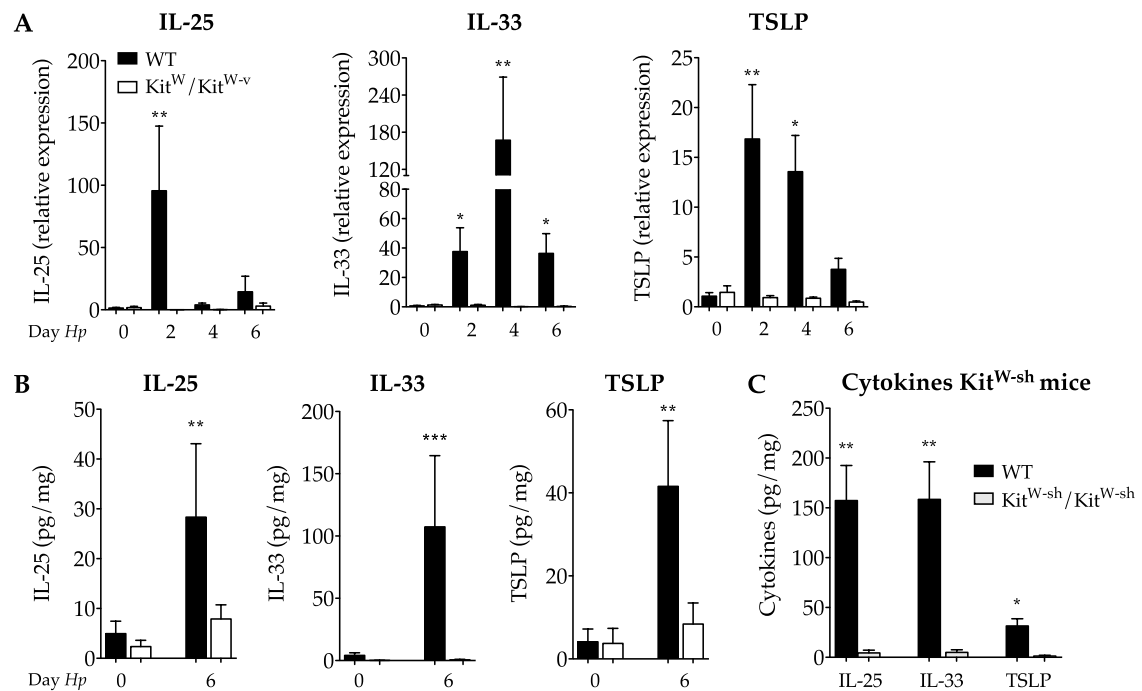 A
IL-25
IL-25 (relative expression)
200
150
100
50
0
WT
Kit^W/Kit^W-v
**
0
2
4
6
Day Hp
IL-33
IL-33 (relative expression)
300
240
180
120
80
60
40
20
0
*
**
*
0
2
4
6
TSLP
TSLP (relative expression)
25
20
15
10
5
0
**
*
0
2
4
6
B
IL-25
IL-25 (pg/mg)
50
40
30
20
10
0
**
0
6
Day Hp
IL-33
IL-33 (pg/mg)
200
150
100
50
0
***
0
6
TSLP
TSLP (pg/mg)
60
40
20
0
**
0
6
C
Cytokines Kit^W-sh mice
Cytokines (pg/mg)
250
200
150
100
50
0
**
**
*
WT
Kit^W-sh/Kit^W-sh
IL-25
IL-33
TSLP